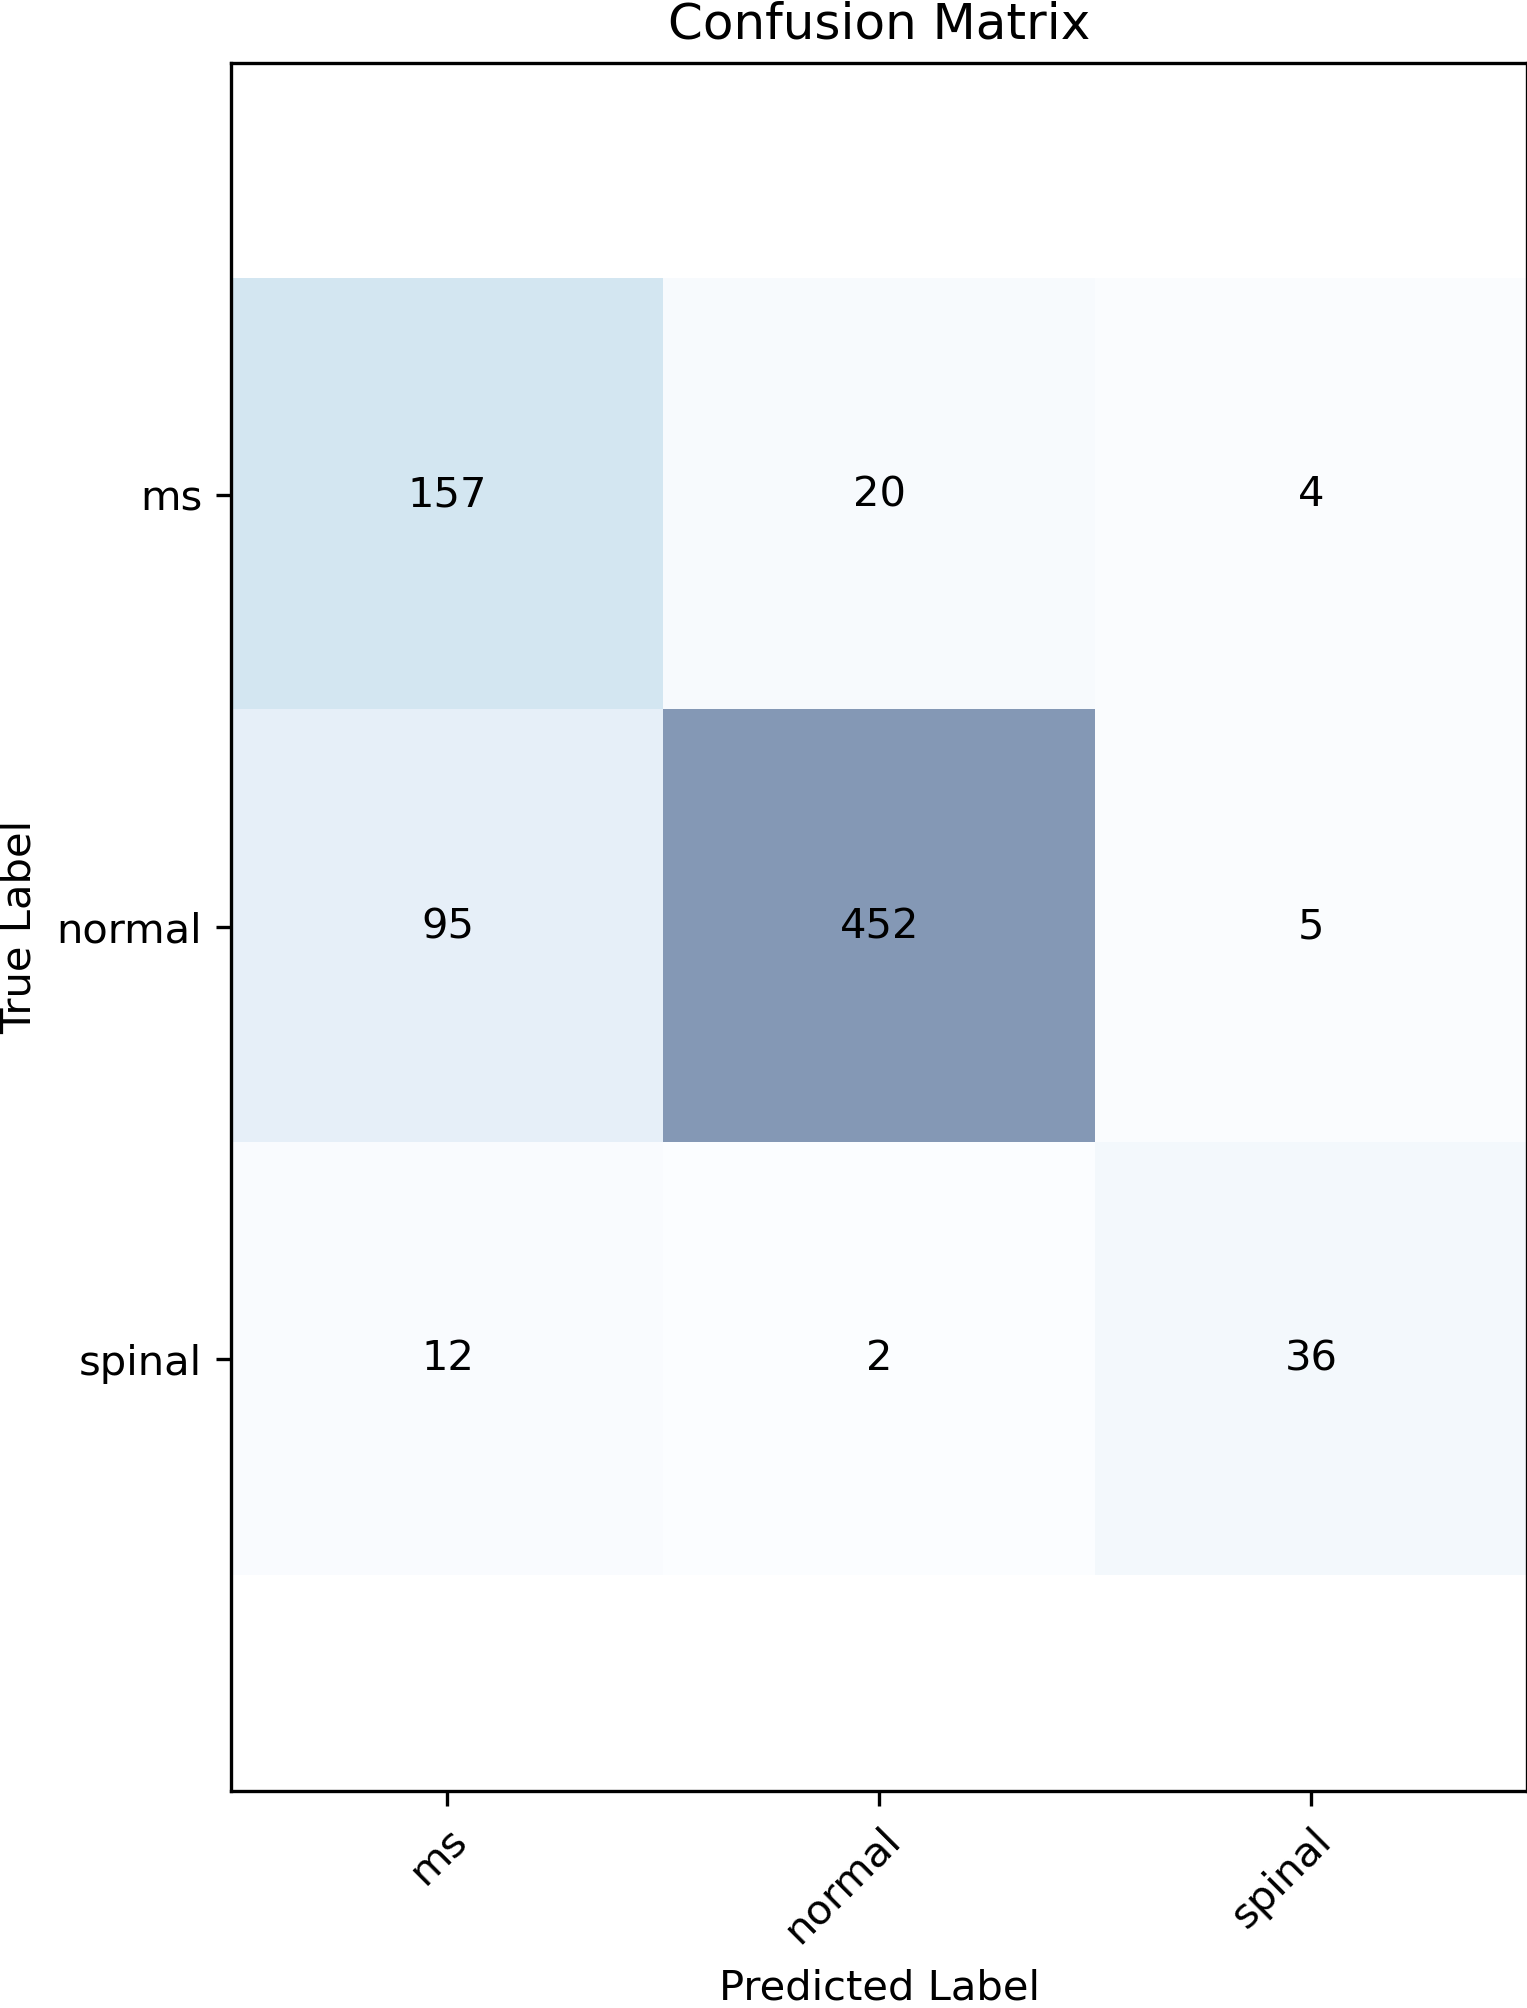 Confusion Matrix
ms 157 20 4
normal 95 452 5
spinal 12 2 36
True Label
ms normal spinal
Predicted Label